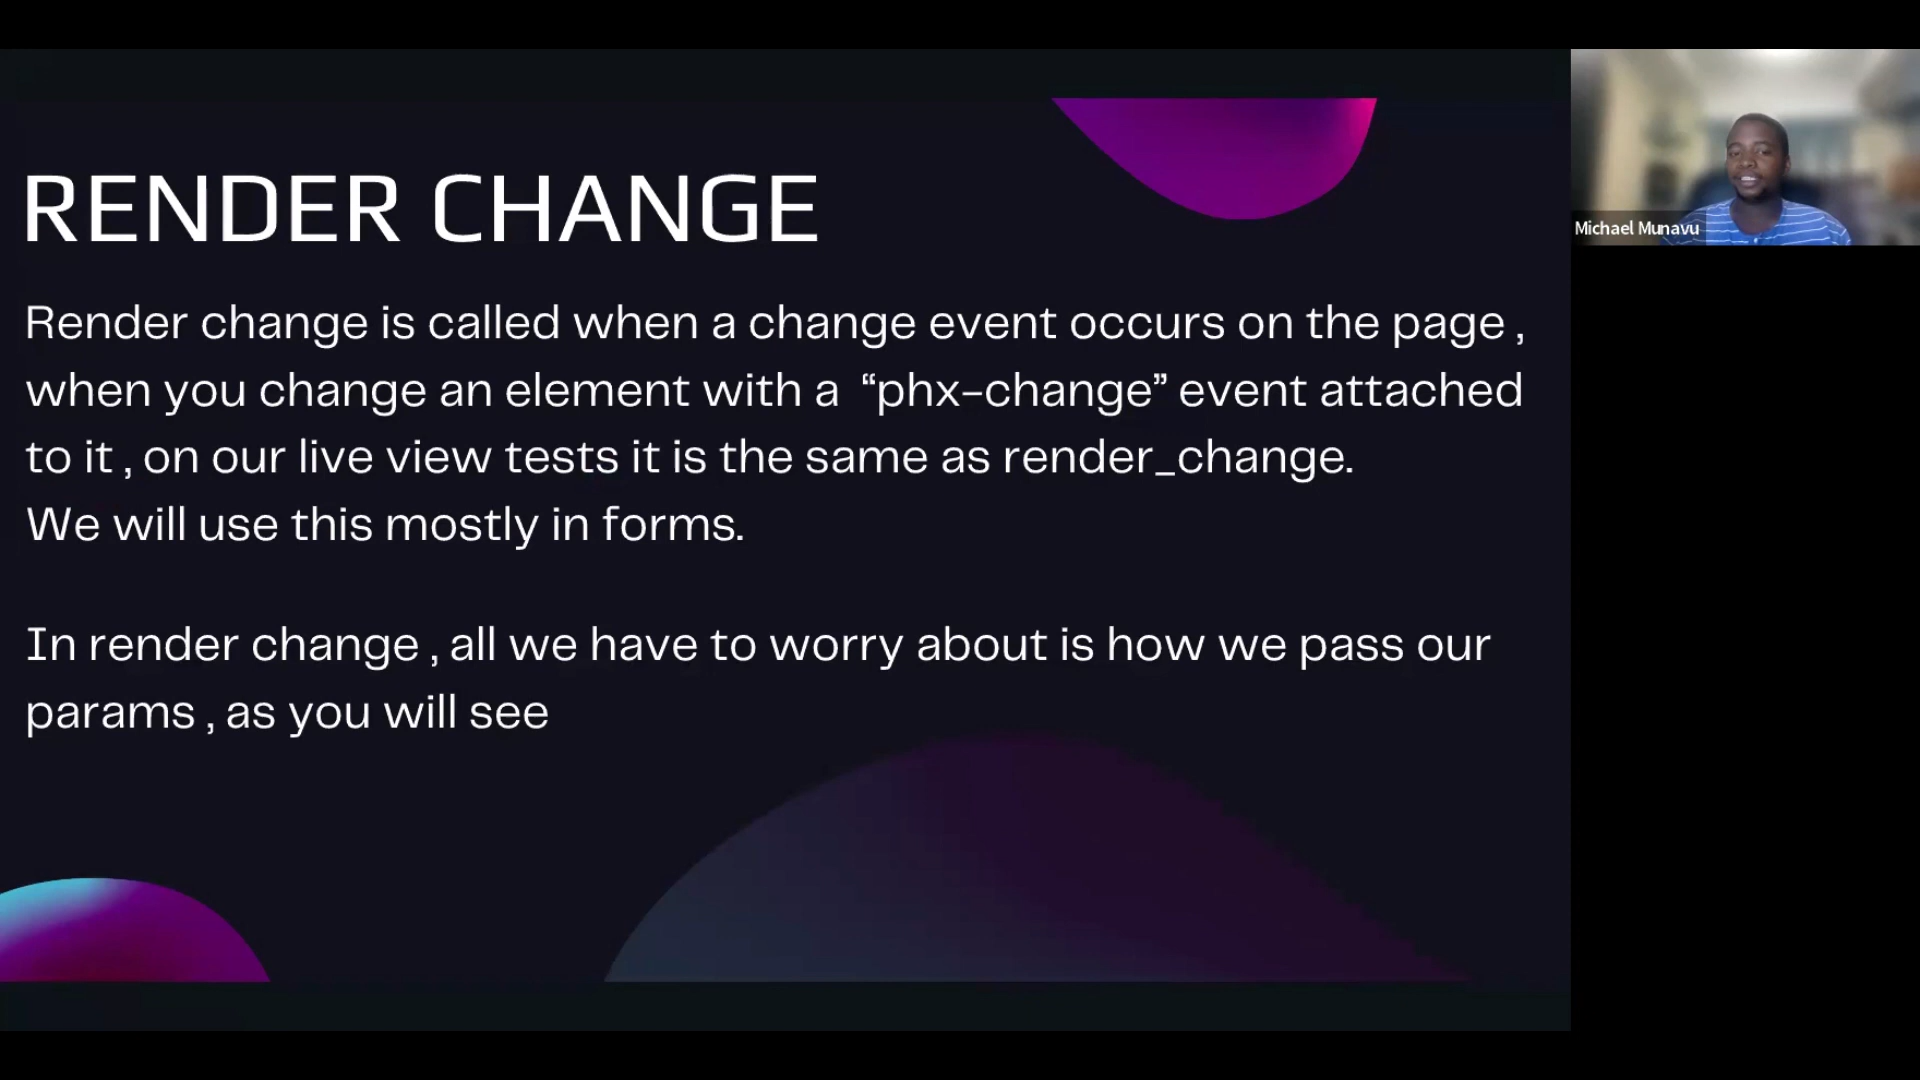 RENDER CHANGE
Render change is called when a change event occurs on the page ,
when you change an element with a “phx-change” event attached
to it , on our live view tests it is the same as render_change.
We will use this mostly in forms.
In render change , all we have to worry about is how we pass our
params , as you will see
Michael Munavu